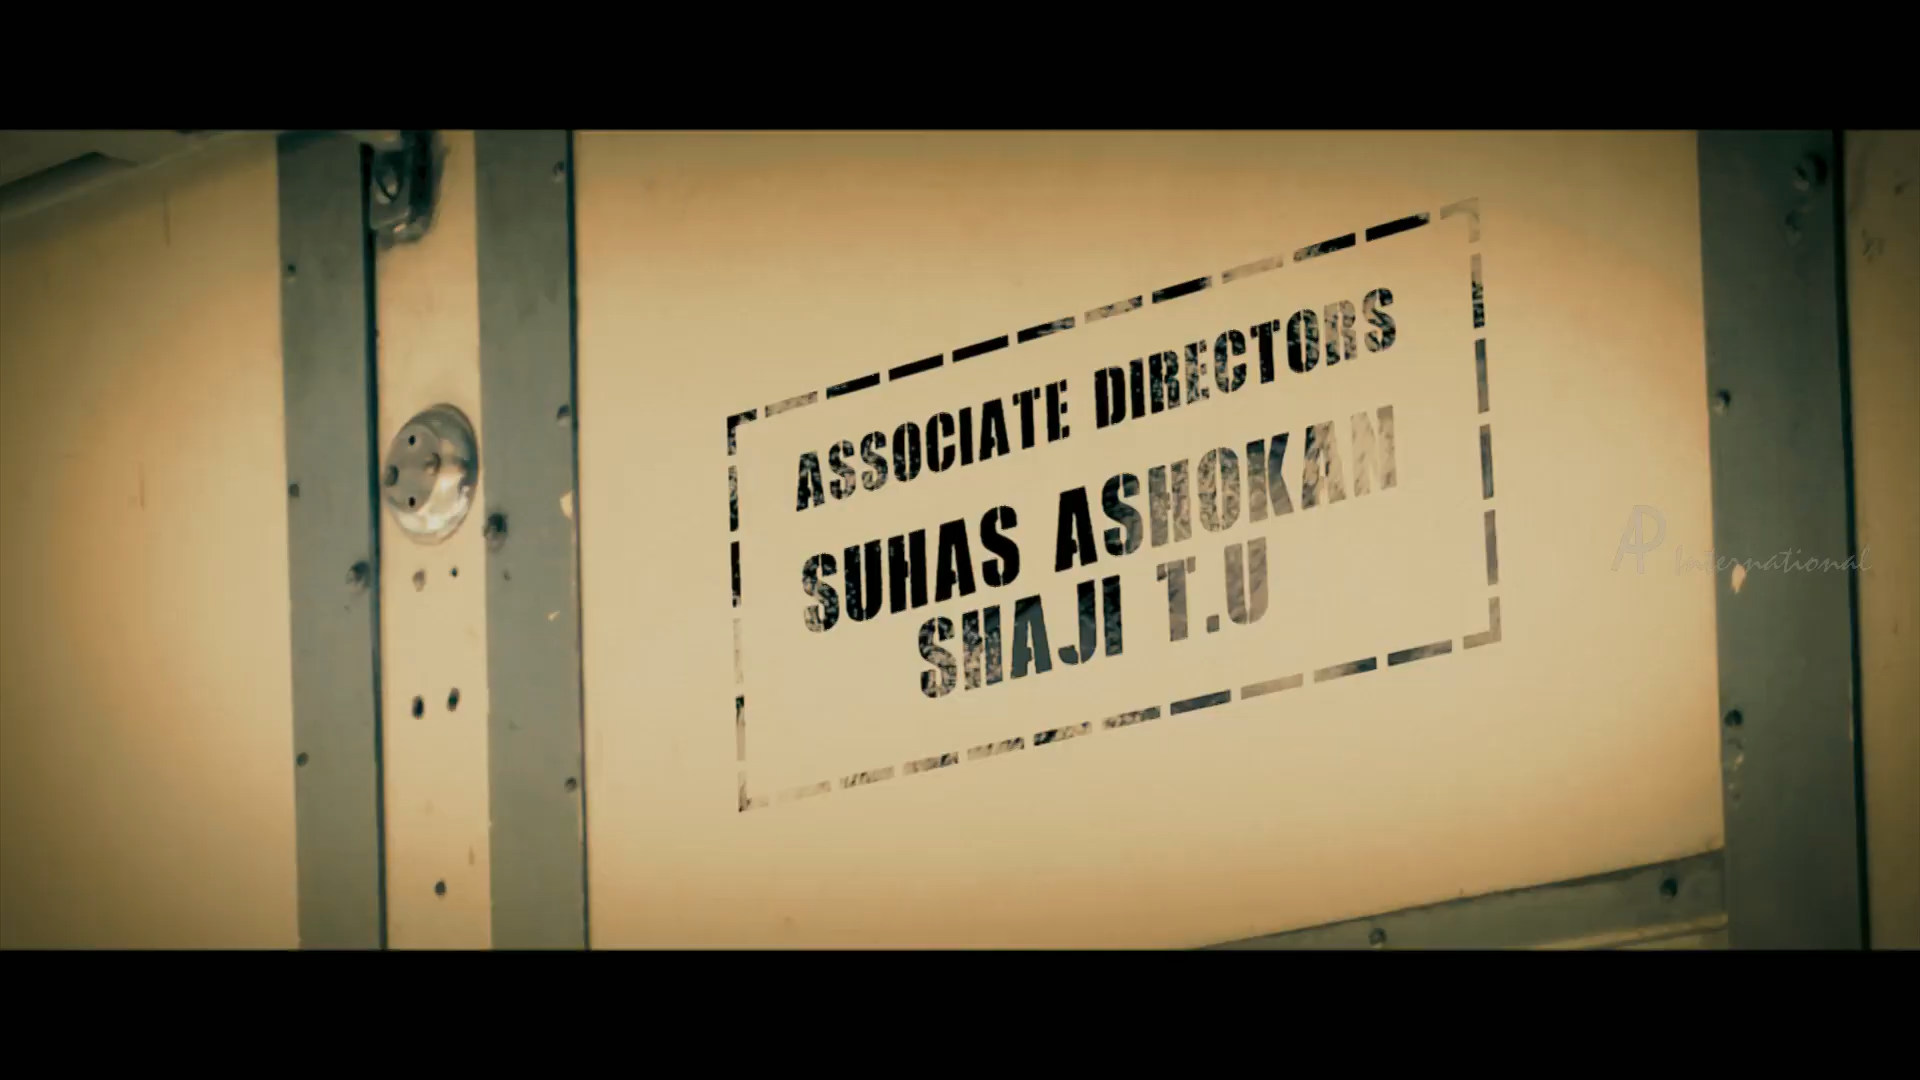 ASSOCIATE DIRECTORS
SUHAS ASHOKAN
SHAJI T.U
AP International